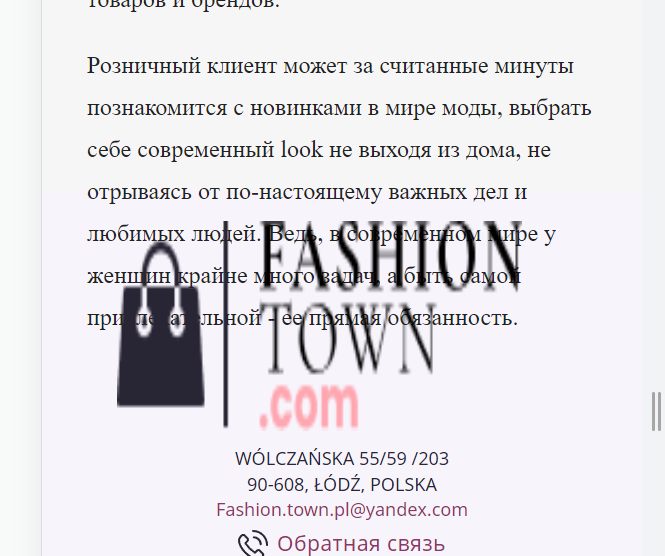 товаров и брендов.
Розничный клиент может за считанные минуты
познакомится с новинками в мире моды, выбрать
себе современный look не выходя из дома, не
отрываясь от по-настоящему важных дел и
любимых людей. Ведь, в современном мире у
женщин крайне много задач, а быть самой
привлекательной - ее прямая обязанность.
FASHION
TOWN
.com
WÓLCZAŃSKA 55/59 /203
90-608, ŁÓDŹ, POLSKA
Fashion.town.pl@yandex.com
Обратная связь